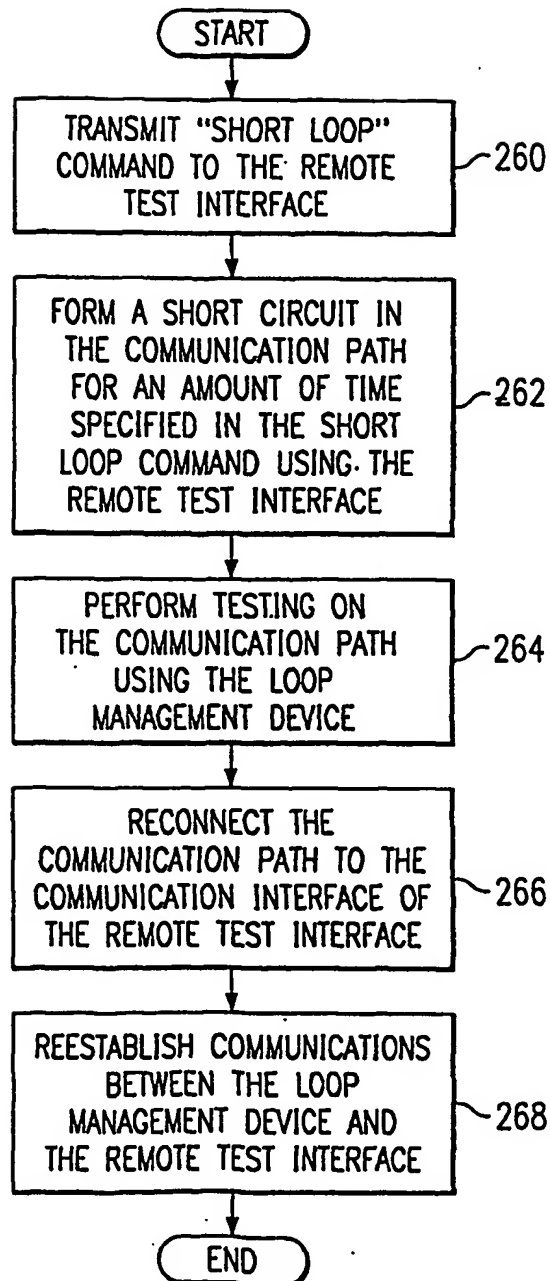 START
TRANSMIT "SHORT LOOP"
COMMAND TO THE REMOTE
TEST INTERFACE
260
FORM A SHORT CIRCUIT IN
THE COMMUNICATION PATH
FOR AN AMOUNT OF TIME
SPECIFIED IN THE SHORT
LOOP COMMAND USING THE
REMOTE TEST INTERFACE
262
PERFORM TESTING ON
THE COMMUNICATION PATH
USING THE LOOP
MANAGEMENT DEVICE
264
RECONNECT THE
COMMUNICATION PATH TO THE
COMMUNICATION INTERFACE OF
THE REMOTE TEST INTERFACE
266
REESTABLISH COMMUNICATIONS
BETWEEN THE LOOP
MANAGEMENT DEVICE AND
THE REMOTE TEST INTERFACE
268
END